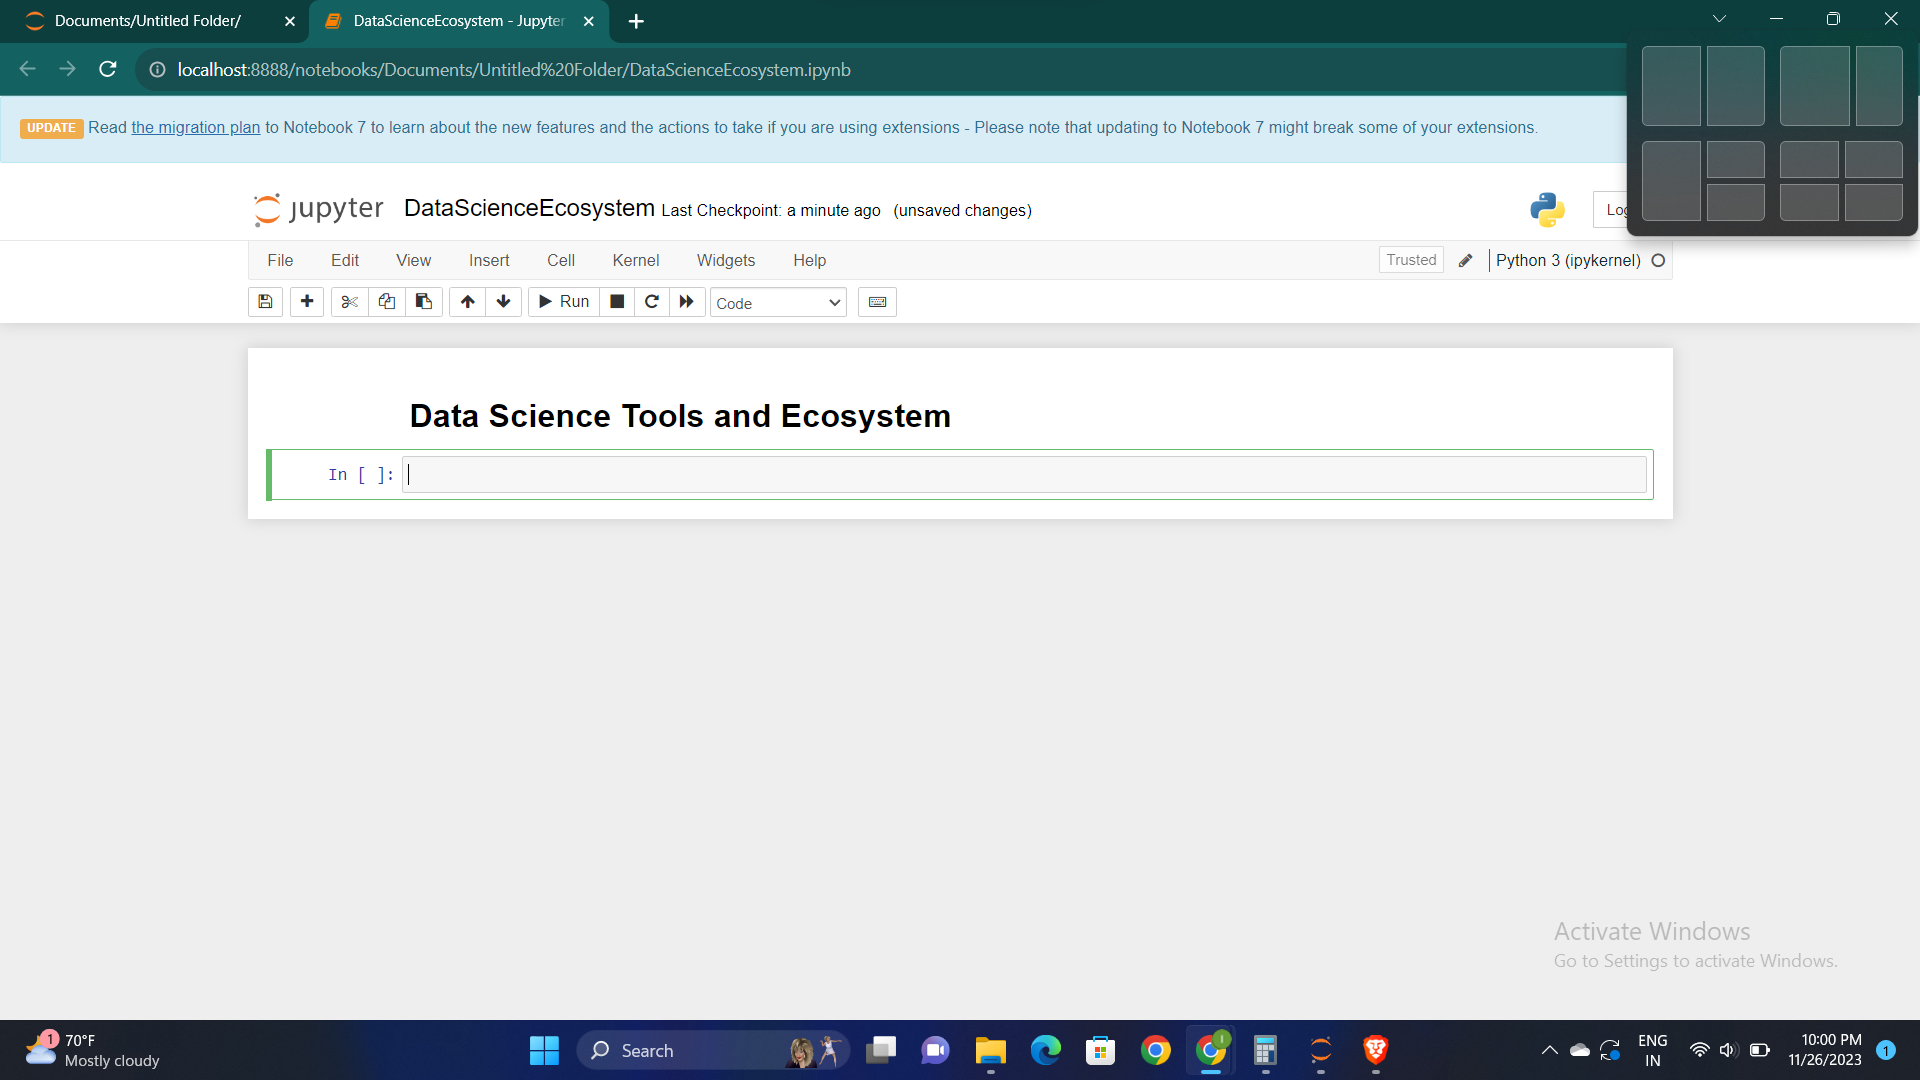 Documents/Untitled Folder/
DataScienceEcosystem - Jupyter
localhost:8888/notebooks/Documents/Untitled%20Folder/DataScienceEcosystem.ipynb
UPDATE Read the migration plan to Notebook 7 to learn about the new features and the actions to take if you are using extensions - Please note that updating to Notebook 7 might break some of your extensions.
jupyter DataScienceEcosystem Last Checkpoint: a minute ago (unsaved changes)
File Edit View Insert Cell Kernel Widgets Help Trusted Python 3 (ipykernel)
Run Code
Data Science Tools and Ecosystem
In [ ]:
Activate Windows
Go to Settings to activate Windows.
1 70°F
Mostly cloudy
Search
ENG
IN
10:00 PM
11/26/2023
1